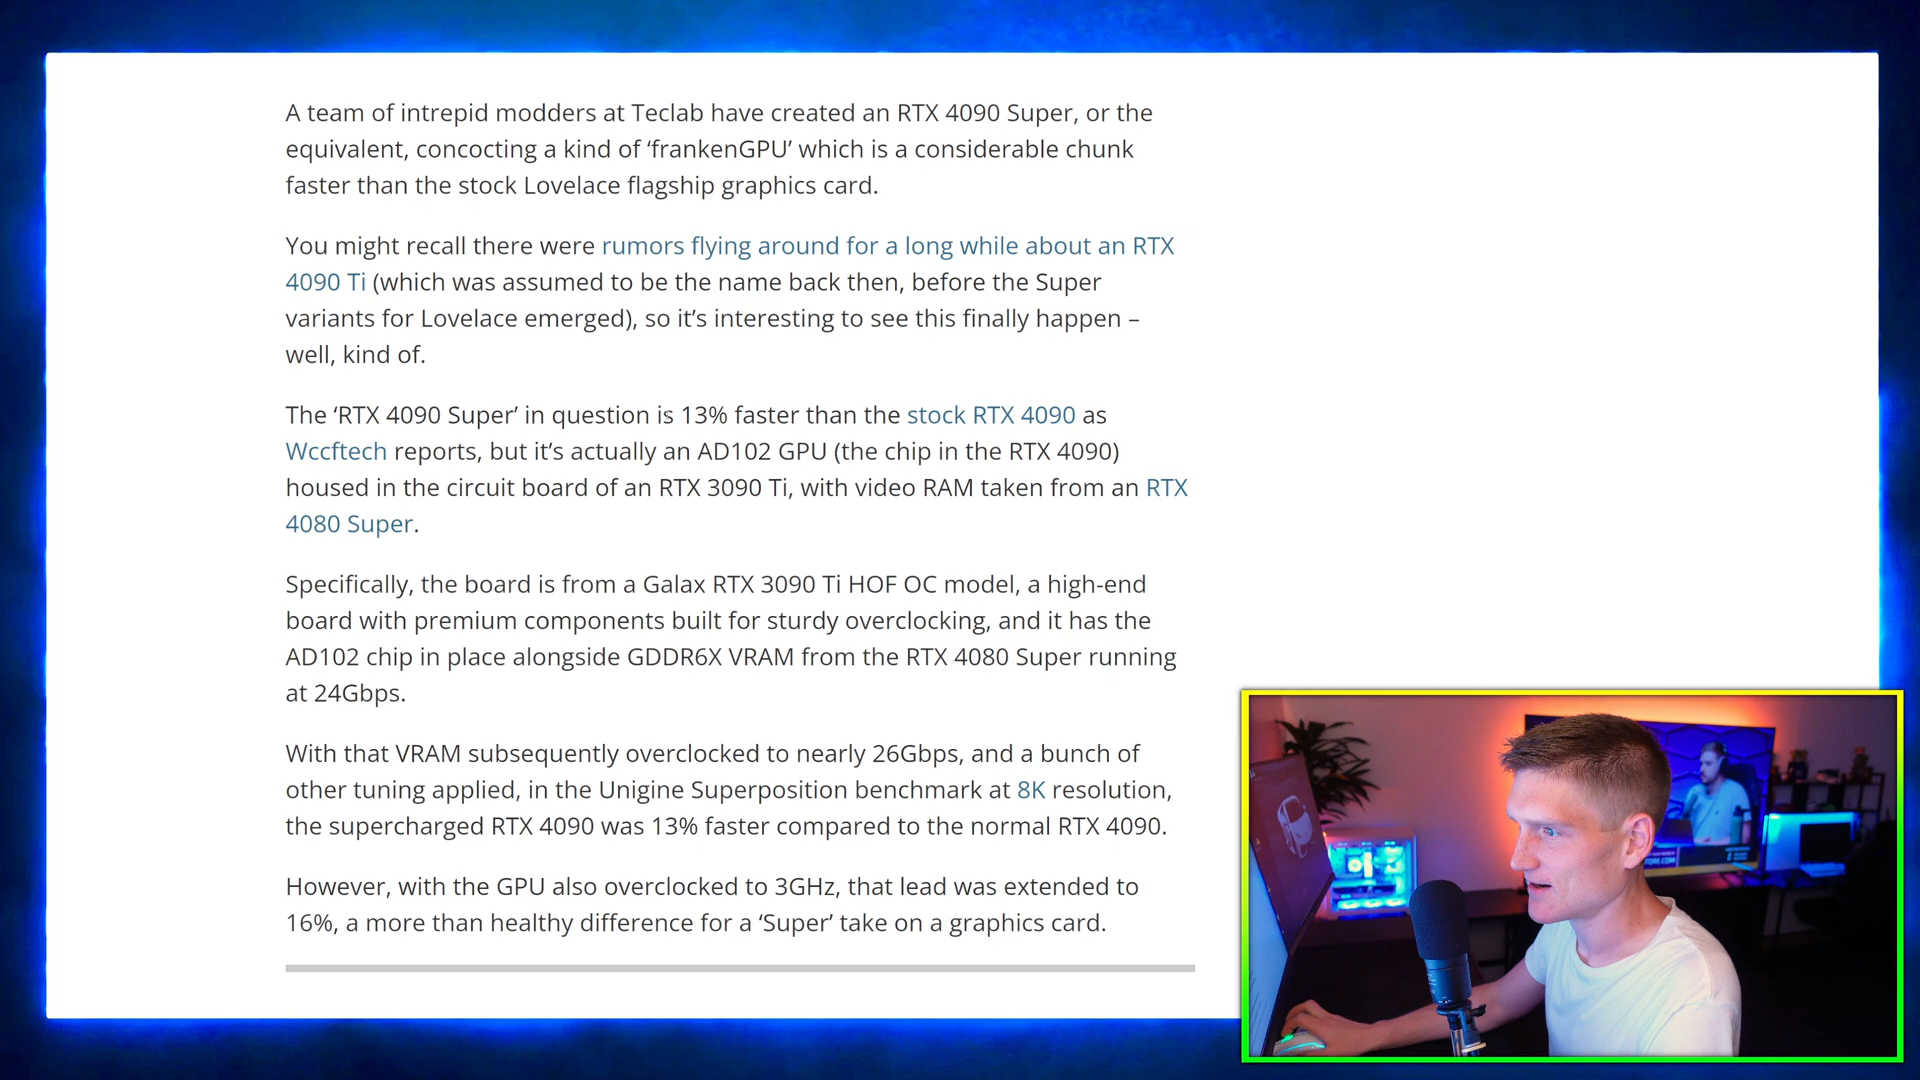 A team of intrepid modders at Teclab have created an RTX 4090 Super, or the
equivalent, concocting a kind of ‘frankenGPU’ which is a considerable chunk
faster than the stock Lovelace flagship graphics card.
You might recall there were rumors flying around for a long while about an RTX
4090 Ti (which was assumed to be the name back then, before the Super
variants for Lovelace emerged), so it’s interesting to see this finally happen –
well, kind of.
The ‘RTX 4090 Super’ in question is 13% faster than the stock RTX 4090 as
Wccftech reports, but it’s actually an AD102 GPU (the chip in the RTX 4090)
housed in the circuit board of an RTX 3090 Ti, with video RAM taken from an RTX
4080 Super.
Specifically, the board is from a Galax RTX 3090 Ti HOF OC model, a high-end
board with premium components built for sturdy overclocking, and it has the
AD102 chip in place alongside GDDR6X VRAM from the RTX 4080 Super running
at 24Gbps.
With that VRAM subsequently overclocked to nearly 26Gbps, and a bunch of
other tuning applied, in the Unigine Superposition benchmark at 8K resolution,
the supercharged RTX 4090 was 13% faster compared to the normal RTX 4090.
However, with the GPU also overclocked to 3GHz, that lead was extended to
16%, a more than healthy difference for a ‘Super’ take on a graphics card.